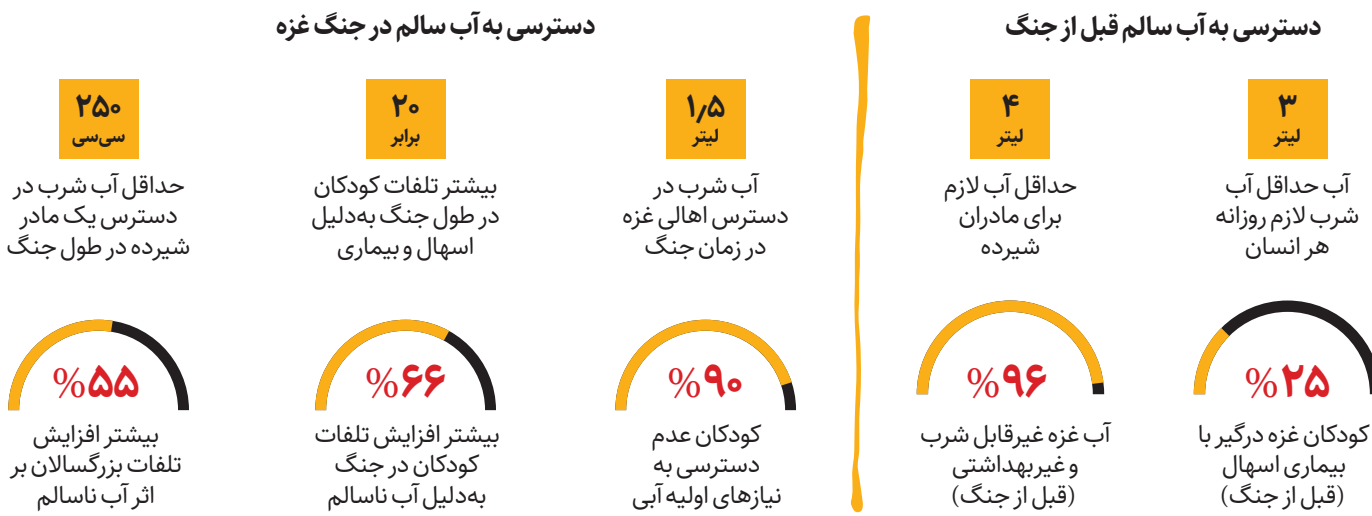 دسترسی به آب سالم قبل از جنگ
۳
لیتر
آب حداقل آب
شرب لازم روزانه
هر انسان
۴
لیتر
حداقل آب لازم
برای مادران
شیرده
%۲۵
کودکان غزه درگیر با
بیماری اسهال
(قبل از جنگ)
%۹۶
آب غزه غیرقابل شرب
و غیربهداشتی
(قبل از جنگ)
دسترسی به آب سالم در جنگ غزه
۱٫۵
لیتر
آب شرب در
دسترس اهالی غزه
در زمان جنگ
۲۰
برابر
بیشتر تلفات کودکان
در طول جنگ به‌دلیل
اسهال و بیماری
۲۵۰
سی‌سی
حداقل آب شرب در
دسترس یک مادر
شیرده در طول جنگ
%۹۰
کودکان عدم
دسترسی به
نیازهای اولیه آبی
%۶۶
بیشتر افزایش تلفات
کودکان در جنگ
به‌دلیل آب ناسالم
%۵۵
بیشتر افزایش
تلفات بزرگسالان بر
اثر آب ناسالم